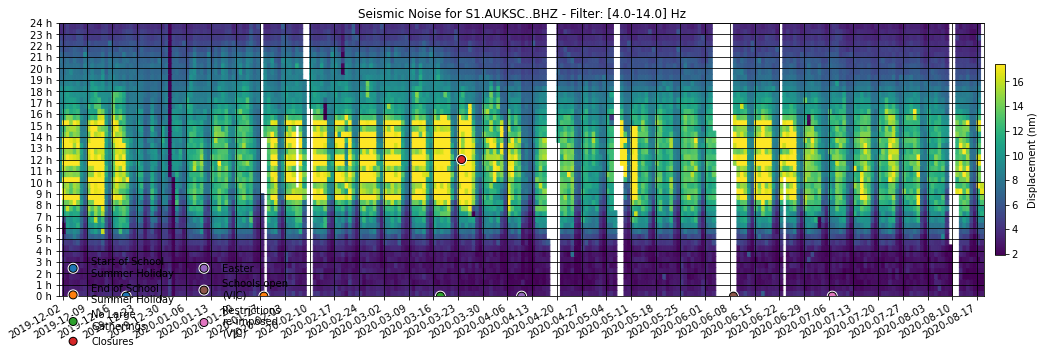 Seismic Noise for S1.AUKSC..BHZ - Filter: [4.0-14.0] Hz
24 h
23 h
22 h
21 h
20 h
19 h
18 h
17 h
16 h
15 h
14 h
13 h
12 h
11 h
10 h
9 h
8 h
7 h
6 h
5 h
4 h
3 h
2 h
1 h
0 h
16
14
12
10
8
6
4
2
Displacement (nm)
Start of School
Summer Holiday
End of School
Summer Holiday
No Large
Gatherings
Closures
Easter
Schools open
(VIC)
Restrictions
re-imposed
(VIC)
2019-12-02
2020-01-06
2020-02-10
2020-02-17
2020-02-24
2020-03-02
2020-03-09
2020-03-16
2020-03-23
2020-03-30
2020-04-06
2020-04-13
2020-04-20
2020-04-27
2020-05-04
2020-05-11
2020-05-18
2020-05-25
2020-06-01
2020-06-08
2020-06-15
2020-06-22
2020-06-29
2020-07-06
2020-07-13
2020-07-20
2020-07-27
2020-08-03
2020-08-10
2020-08-17